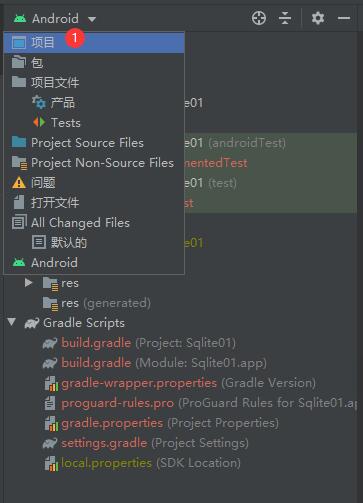 Android
项目 1
包
项目文件
产品
ite01
Tests
Project Source Files
ite01 (androidTest)
Project Non-Source Files
mentedTest
问题
ite01 (test)
打开文件
st
All Changed Files
默认的
ite01
Android
res
res (generated)
Gradle Scripts
build.gradle (Project: Sqlite01)
build.gradle (Module: Sqlite01.app)
gradle-wrapper.properties (Gradle Version)
proguard-rules.pro (ProGuard Rules for Sqlite01.ap
gradle.properties (Project Properties)
settings.gradle (Project Settings)
local.properties (SDK Location)